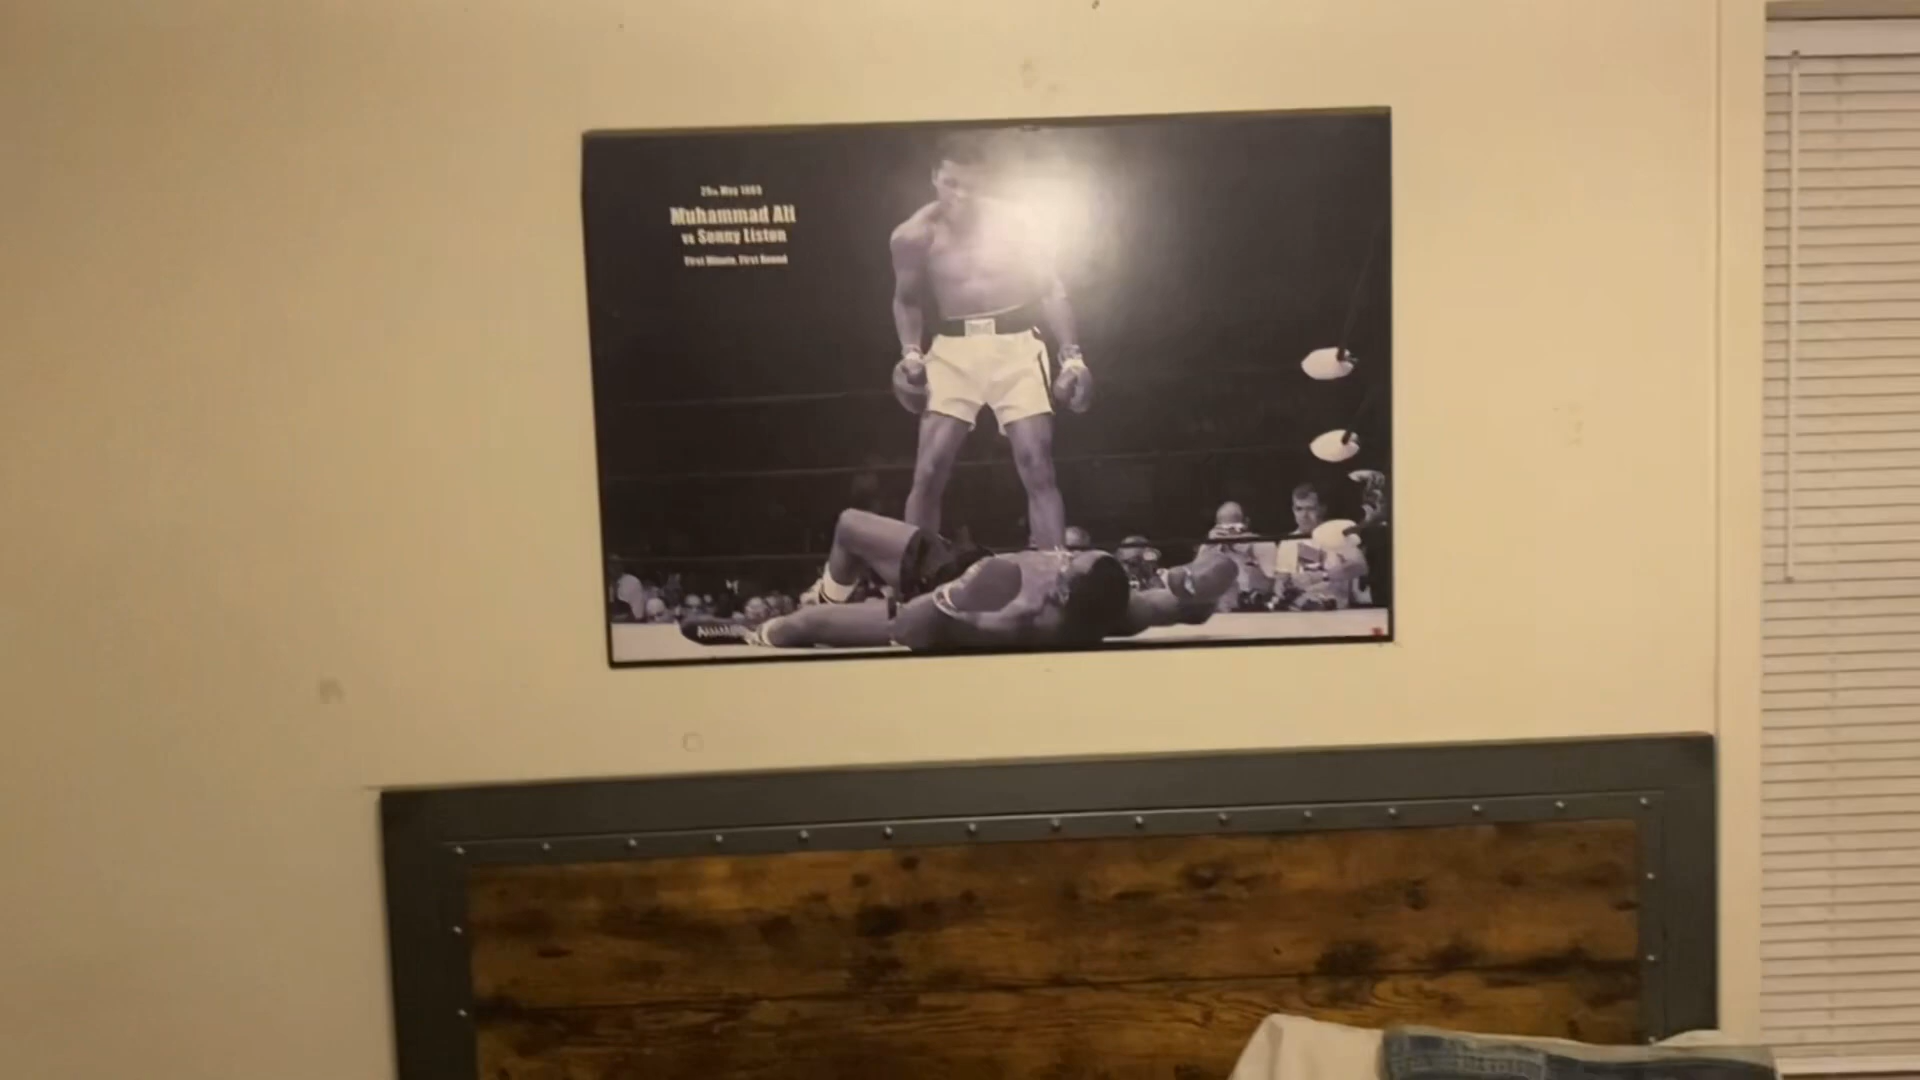 25th May 1965
Muhammad Ali
vs Sonny Liston
First Minute, First Round